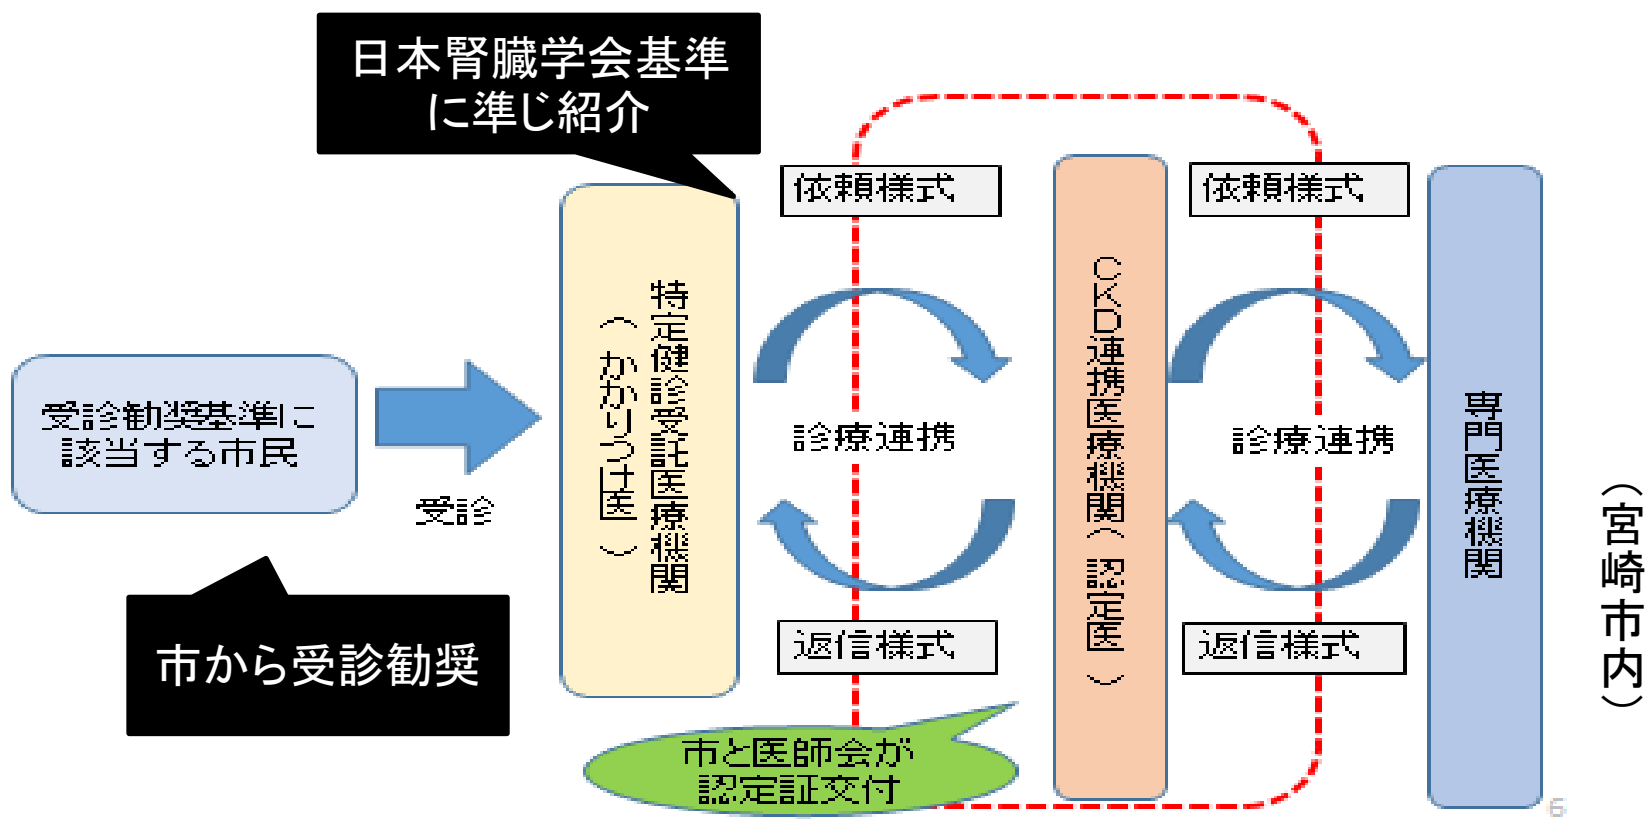 日本腎臓学会基準
に準じ紹介
依頼様式
依頼様式
受診勧奨基準に
該当する市民
受診
市から受診勧奨
特定健診受託医療機関
（かかりつけ医）
診療連携
返信様式
市と医師会が
認定証交付
CKD連携医療機関（認定医）
診療連携
返信様式
専門医療機関
（宮崎市内）
6